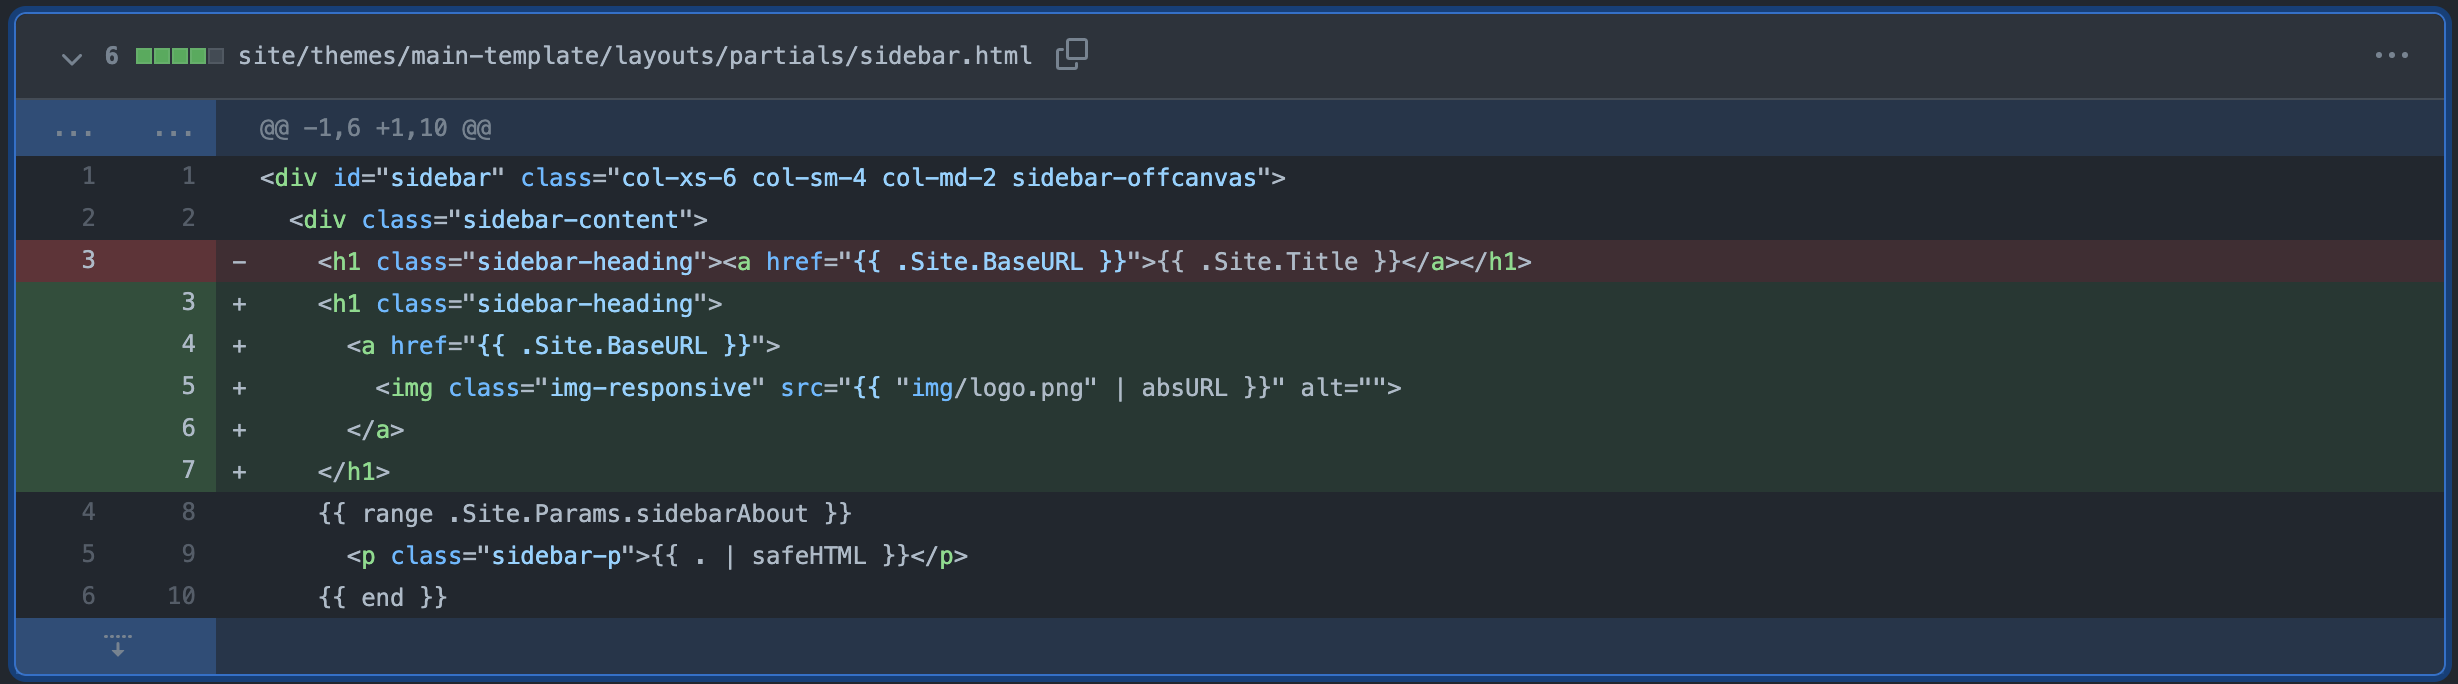 6 site/themes/main-template/layouts/partials/sidebar.html
... ... @@ -1,6 +1,10 @@
1 1 <div id="sidebar" class="col-xs-6 col-sm-4 col-md-2 sidebar-offcanvas">
2 2 <div class="sidebar-content">
3 - <h1 class="sidebar-heading"><a href="{{ .Site.BaseURL }}">{{ .Site.Title }}</a></h1>
3 + <h1 class="sidebar-heading">
4 + <a href="{{ .Site.BaseURL }}">
5 + <img class="img-responsive" src="{{ "img/logo.png" | absURL }}" alt="">
6 + </a>
7 + </h1>
4 8 {{ range .Site.Params.sidebarAbout }}
5 9 <p class="sidebar-p">{{ . | safeHTML }}</p>
6 10 {{ end }}